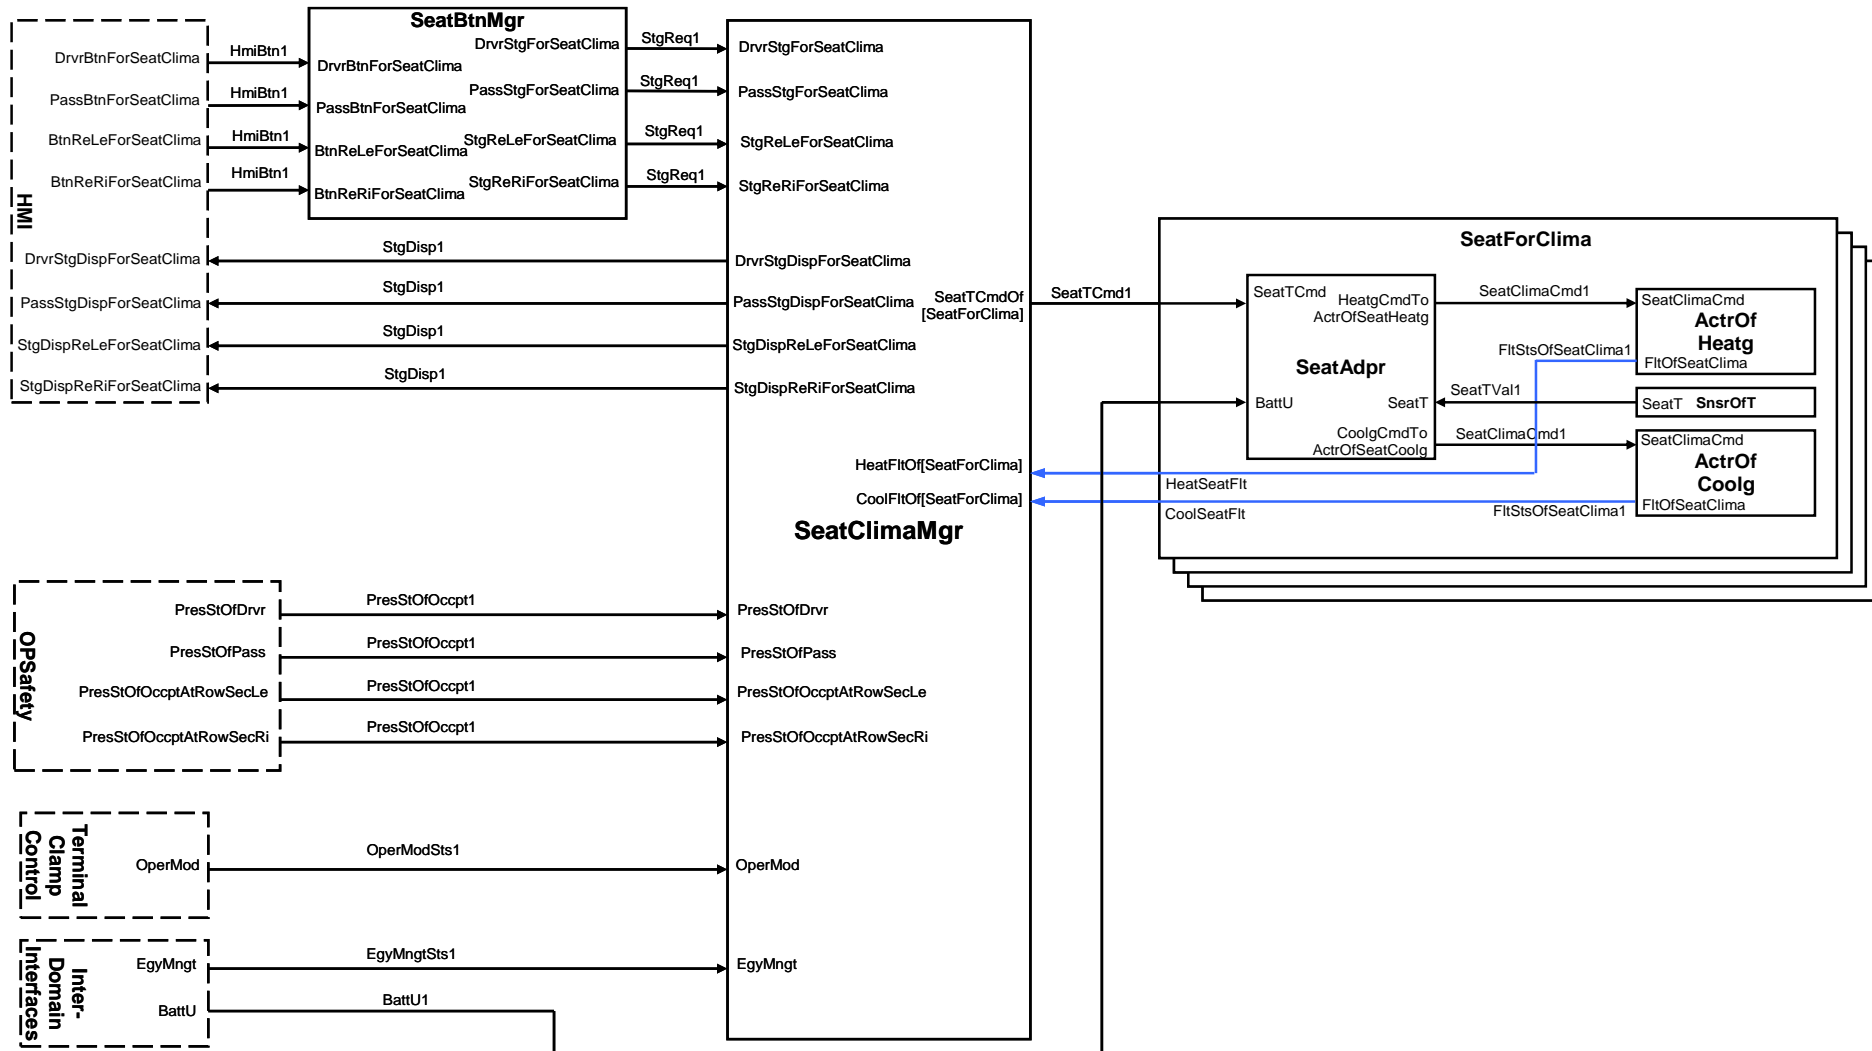 SeatBtnMgr
DrvrBtnForSeatClima
PassBtnForSeatClima
BtnReLeForSeatClima
BtnReRiForSeatClima
HMI
DrvrStgDispForSeatClima
PassStgDispForSeatClima
StgDispReLeForSeatClima
StgDispReRiForSeatClima
HmiBtn1
HmiBtn1
HmiBtn1
HmiBtn1
DrvrBtnForSeatClima
PassBtnForSeatClima
BtnReLeForSeatClima
BtnReRiForSeatClima
DrvrStgForSeatClima
PassStgForSeatClima
StgReLeForSeatClima
StgReRiForSeatClima
StgReq1
StgReq1
StgReq1
StgReq1
StgDisp1
StgDisp1
StgDisp1
StgDisp1
DrvrStgForSeatClima
PassStgForSeatClima
StgReLeForSeatClima
StgReRiForSeatClima
DrvrStgDispForSeatClima
PassStgDispForSeatClima
StgDispReLeForSeatClima
StgDispReRiForSeatClima
SeatTCmdOf
[SeatForClima]
HeatFltOf[SeatForClima]
CoolFltOf[SeatForClima]
SeatClimaMgr
SeatTCmd1
SeatForClima
SeatTCmd
HeatgCmdTo
ActrOfSeatHeatg
SeatAdpr
BattU
SeatT
CoolgCmdTo
ActrOfSeatCoolg
SeatClimaCmd1
FltStsOfSeatClima1
SeatTVal1
SeatClimaCmd1
FltStsOfSeatClima1
HeatSeatFlt
CoolSeatFlt
SeatClimaCmd
ActrOf
Heatg
FltOfSeatClima
SeatT SnsrOfT
SeatClimaCmd
ActrOf
Coolg
FltOfSeatClima
OPSafety
PresStOfDrvr
PresStOfPass
PresStOfOccptAtRowSecLe
PresStOfOccptAtRowSecRi
PresStOfOccpt1
PresStOfOccpt1
PresStOfOccpt1
PresStOfOccpt1
PresStOfDrvr
PresStOfPass
PresStOfOccptAtRowSecLe
PresStOfOccptAtRowSecRi
Terminal
Clamp
Control
OperMod
OperModSts1
OperMod
Inter-
Domain
Interfaces
EgyMngt
BattU
EgyMngtSts1
BattU1
EgyMngt